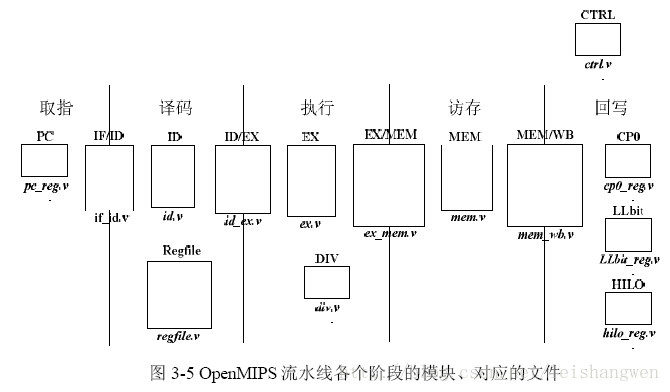 CTRL
ctrl.v
取指 译码 执行 访存 回写
PC IF/ID ID ID/EX EX EX/MEM MEM MEM/WB CP0
pc_reg.v if_id.v id.v id_ex.v ex.v ex_mem.v mem.v mem_wb.v cp0_reg.v
LLbit
LLbit_reg.v
Regfile DIV HILO
regfile.v div.v hilo_reg.v
图 3-5 OpenMIPS 流水线各个阶段的模块、对应的文件